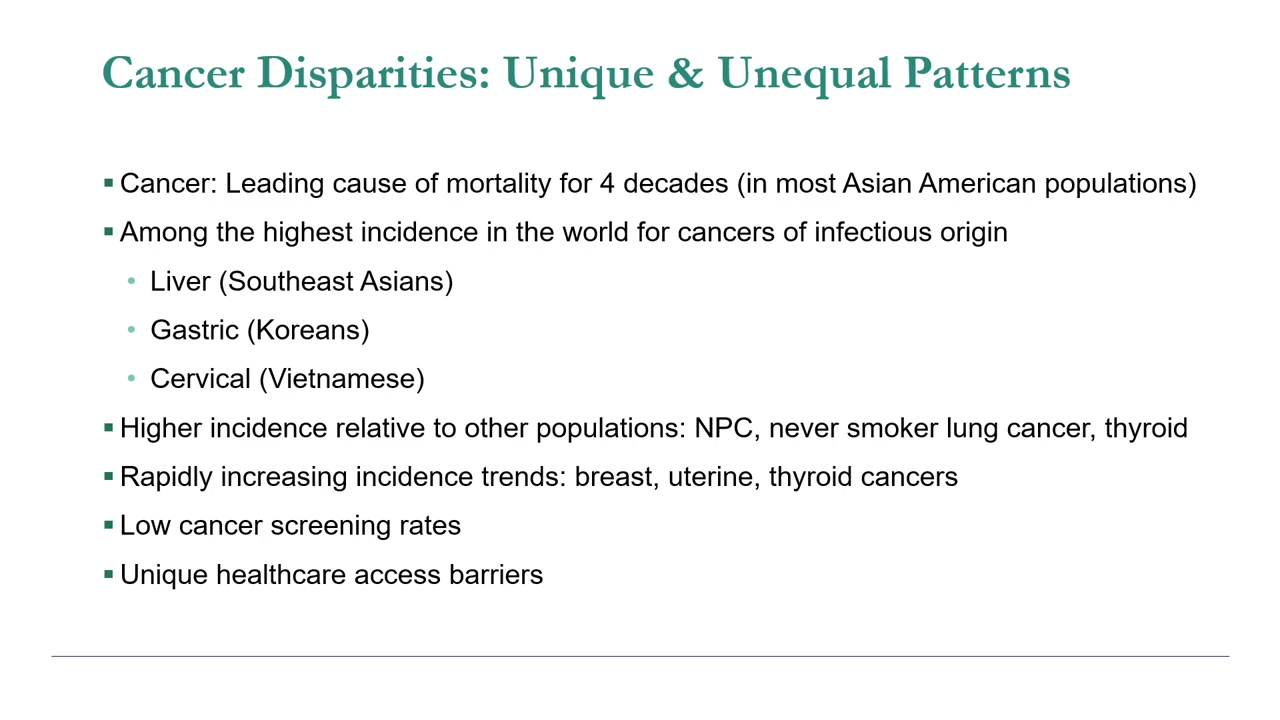 Cancer Disparities: Unique & Unequal Patterns
▪ Cancer: Leading cause of mortality for 4 decades (in most Asian American populations)
▪ Among the highest incidence in the world for cancers of infectious origin
• Liver (Southeast Asians)
• Gastric (Koreans)
• Cervical (Vietnamese)
▪ Higher incidence relative to other populations: NPC, never smoker lung cancer, thyroid
▪ Rapidly increasing incidence trends: breast, uterine, thyroid cancers
▪ Low cancer screening rates
▪ Unique healthcare access barriers